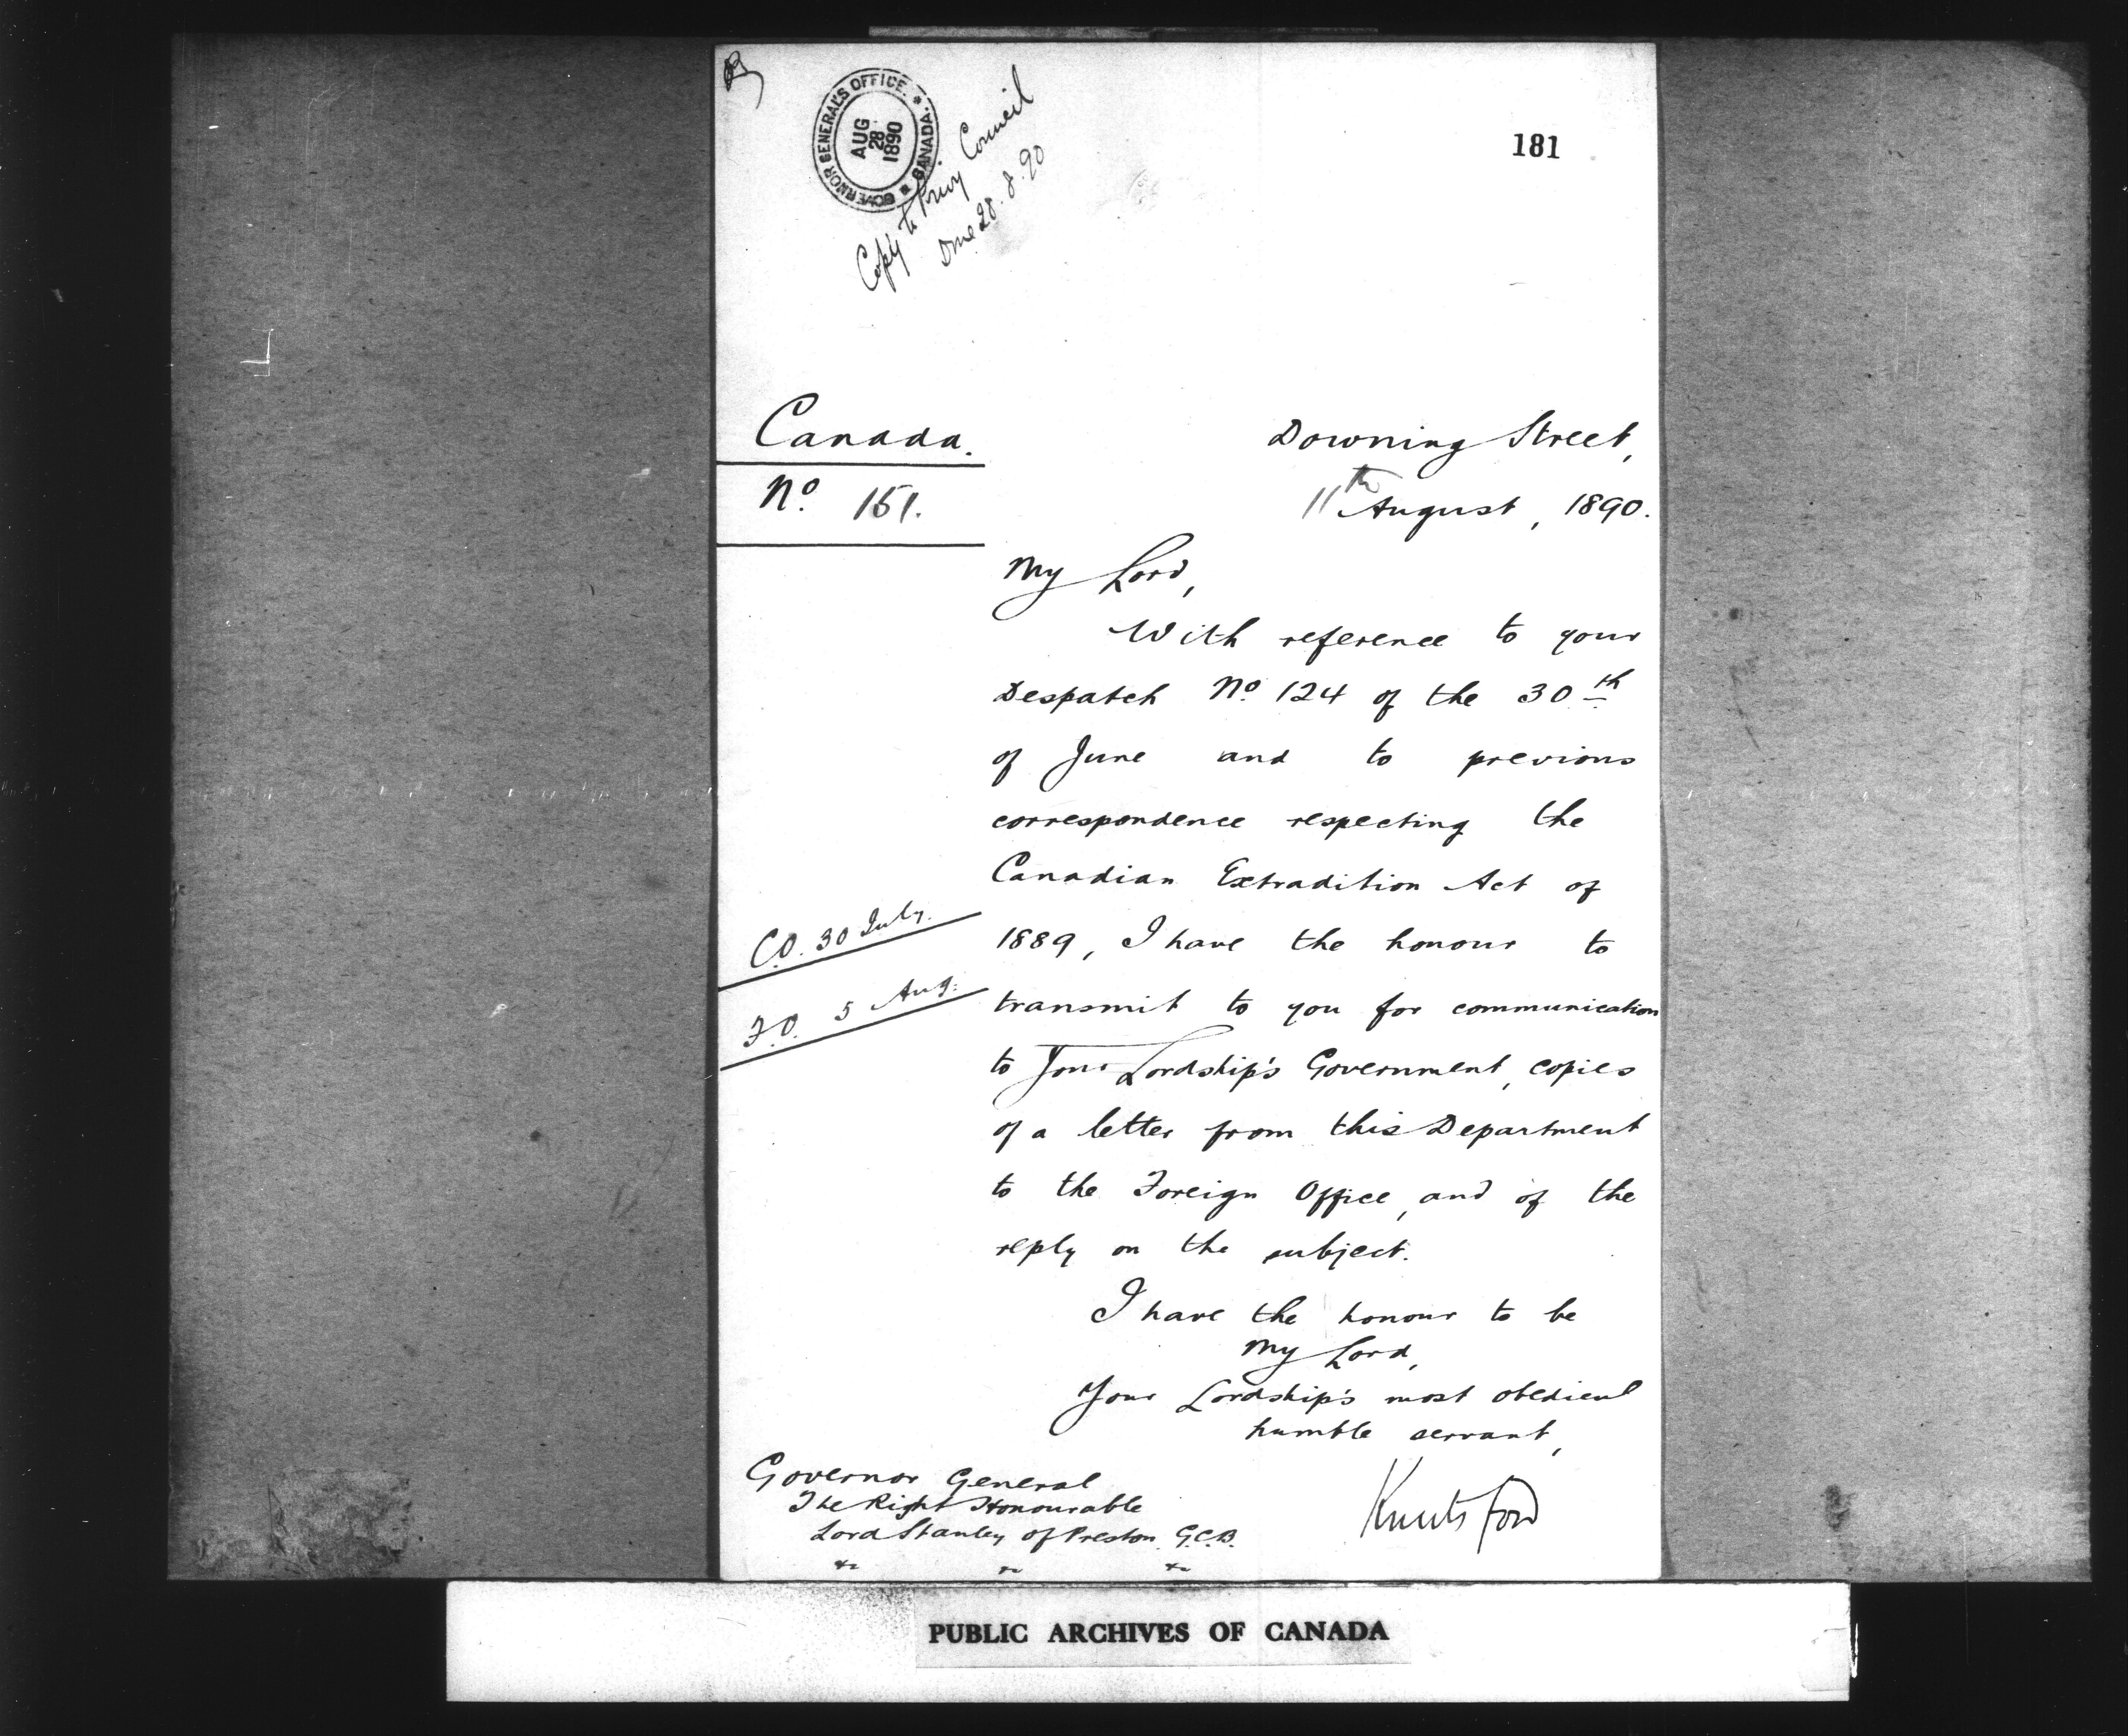 GOVERNOR GENERAL'S OFFICE. * CANADA. *
AUG
28
1890
Copy to Privy Council
28.8.90
181
Canada.
No. 151.
Downing Street,
11th August, 1890.
My Lord,
With reference to your
Despatch No. 124 of the 30th
of June and to previous
correspondence respecting the
Canadian Extradition Act of
1889, I have the honour to
C.O. 30 July.
transmit to you for communication
F.O. 5 Aug:
to Your Lordship's Government, copies
of a letter from this Department
to the Foreign Office, and of the
reply on the subject.
I have the honour to be
My Lord,
Your Lordship's most obedient
humble servant,
Knutsford
Governor General
The Right Honourable
Lord Stanley of Preston. G.C.B.
&c &c &c
PUBLIC ARCHIVES OF CANADA